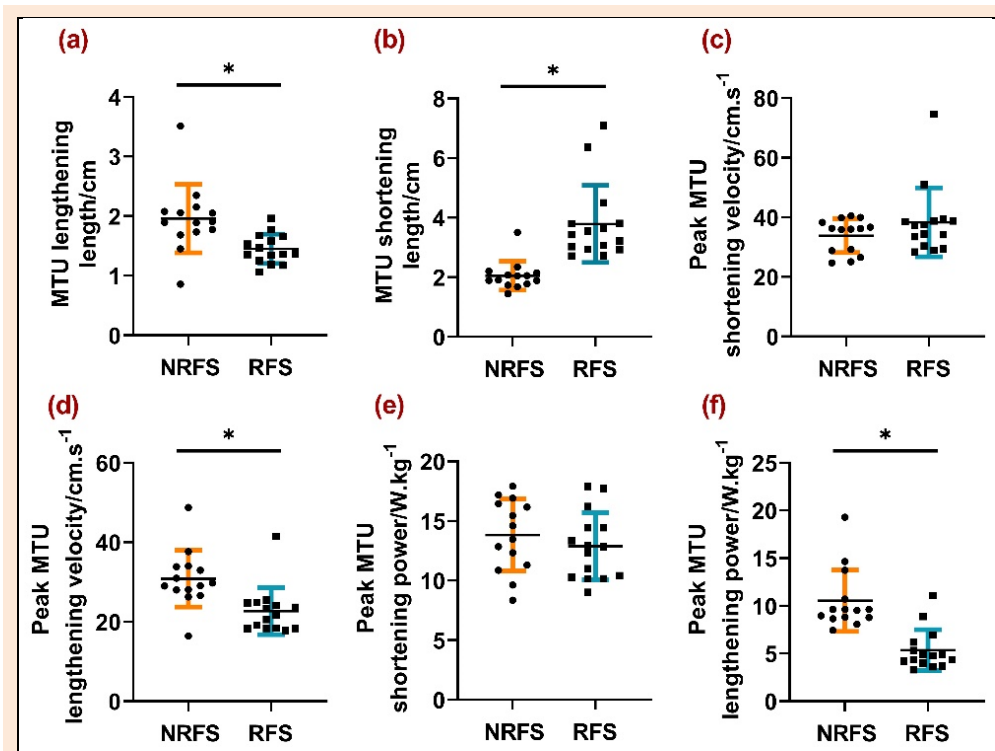 (a)
*
MTU lengthening
length/cm
4
3
2
1
0
NRFS RFS
(b)
*
MTU shortening
length/cm
8
6
4
2
0
NRFS RFS
(c)
Peak MTU
shortening velocity/cm.s⁻¹
80
60
40
20
0
NRFS RFS
(d)
*
Peak MTU
lengthening velocity/cm.s⁻¹
60
40
20
0
NRFS RFS
(e)
Peak MTU
shortening power/W.kg⁻¹
20
15
10
5
0
NRFS RFS
(f)
*
Peak MTU
lengthening power/W.kg⁻¹
25
20
15
10
5
0
NRFS RFS